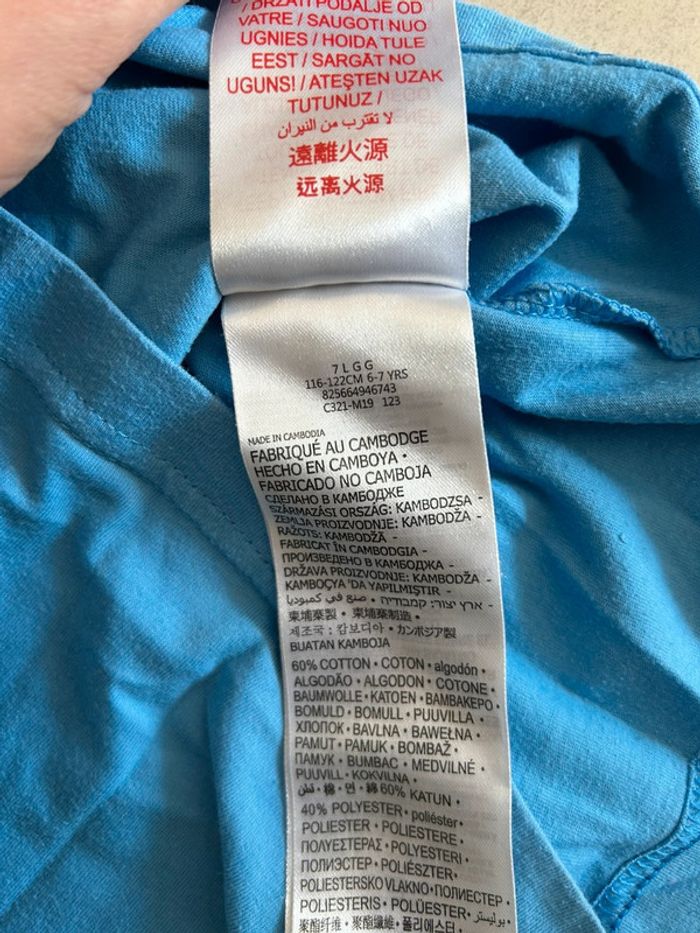 / DRŽATI PODALJE OD
VATRE / SAUGOTI NUO
UGNIES / HOIDA TULE
EEST / SARGĀT NO
UGUNS! / ATEŞTEN UZAK
TUTUNUZ /
لا تقترب من النيران
遠離火源
远离火源
7 L G G
116-122CM 6-7 YRS
825664946743
C321-M19 123
MADE IN CAMBODIA
FABRIQUÉ AU CAMBODGE
HECHO EN CAMBOYA •
FABRICADO NO CAMBOJA
СДЕЛАНО В КАМБОДЖЕ
SZÁRMAZÁSI ORSZÁG: KAMBODZSA -
ZEMLJA PROIZVODNJE: KAMBODŽA -
RAŽOTS: KAMBODŽĀ -
FABRICAT ÎN CAMBODGIA -
ПРОИЗВЕДЕНО В КАМБОДЖА -
DRŽAVA PROIZVODNJE: KAMBODŽA -
KAMBOÇYA 'DA YAPILMIŞTIR -
ארץ יצור: קמבודיה • صنع في كمبوديا -
柬埔寨製 • 柬埔寨制造 •
제조국 : 캄보디아 • カンボジア製
BUATAN KAMBOJA
60% COTTON • COTON • algodón •
ALGODÃO • ALGODON • COTONE •
BAUMWOLLE • KATOEN • ΒΑΜΒΑΚΕΡΟ •
BOMULD • BOMULL • PUUVILLA •
ХЛОПОК • BAVLNA • BAWEŁNA •
PAMUT • PAMUK • BOMBAŽ •
ПАМУК • BUMBAC • MEDVILNĖ •
PUUVILL • KOKVILNA •
قطن • 棉 • 면 • 綿 60% KATUN •
40% POLYESTER • poliéster •
POLIESTER • POLIESTERE •
ΠΟΛΥΕΣΤΕΡΑΣ • POLYESTERI •
ПОЛИЭСТЕР • POLIÉSZTER •
POLIESTERSKO VLAKNO • ПОЛИЕСТЕР •
POLIESTERIS • POLÜESTER • بوليستر •
聚酯纤维 • 聚酯纖維 • 폴리에스터 •